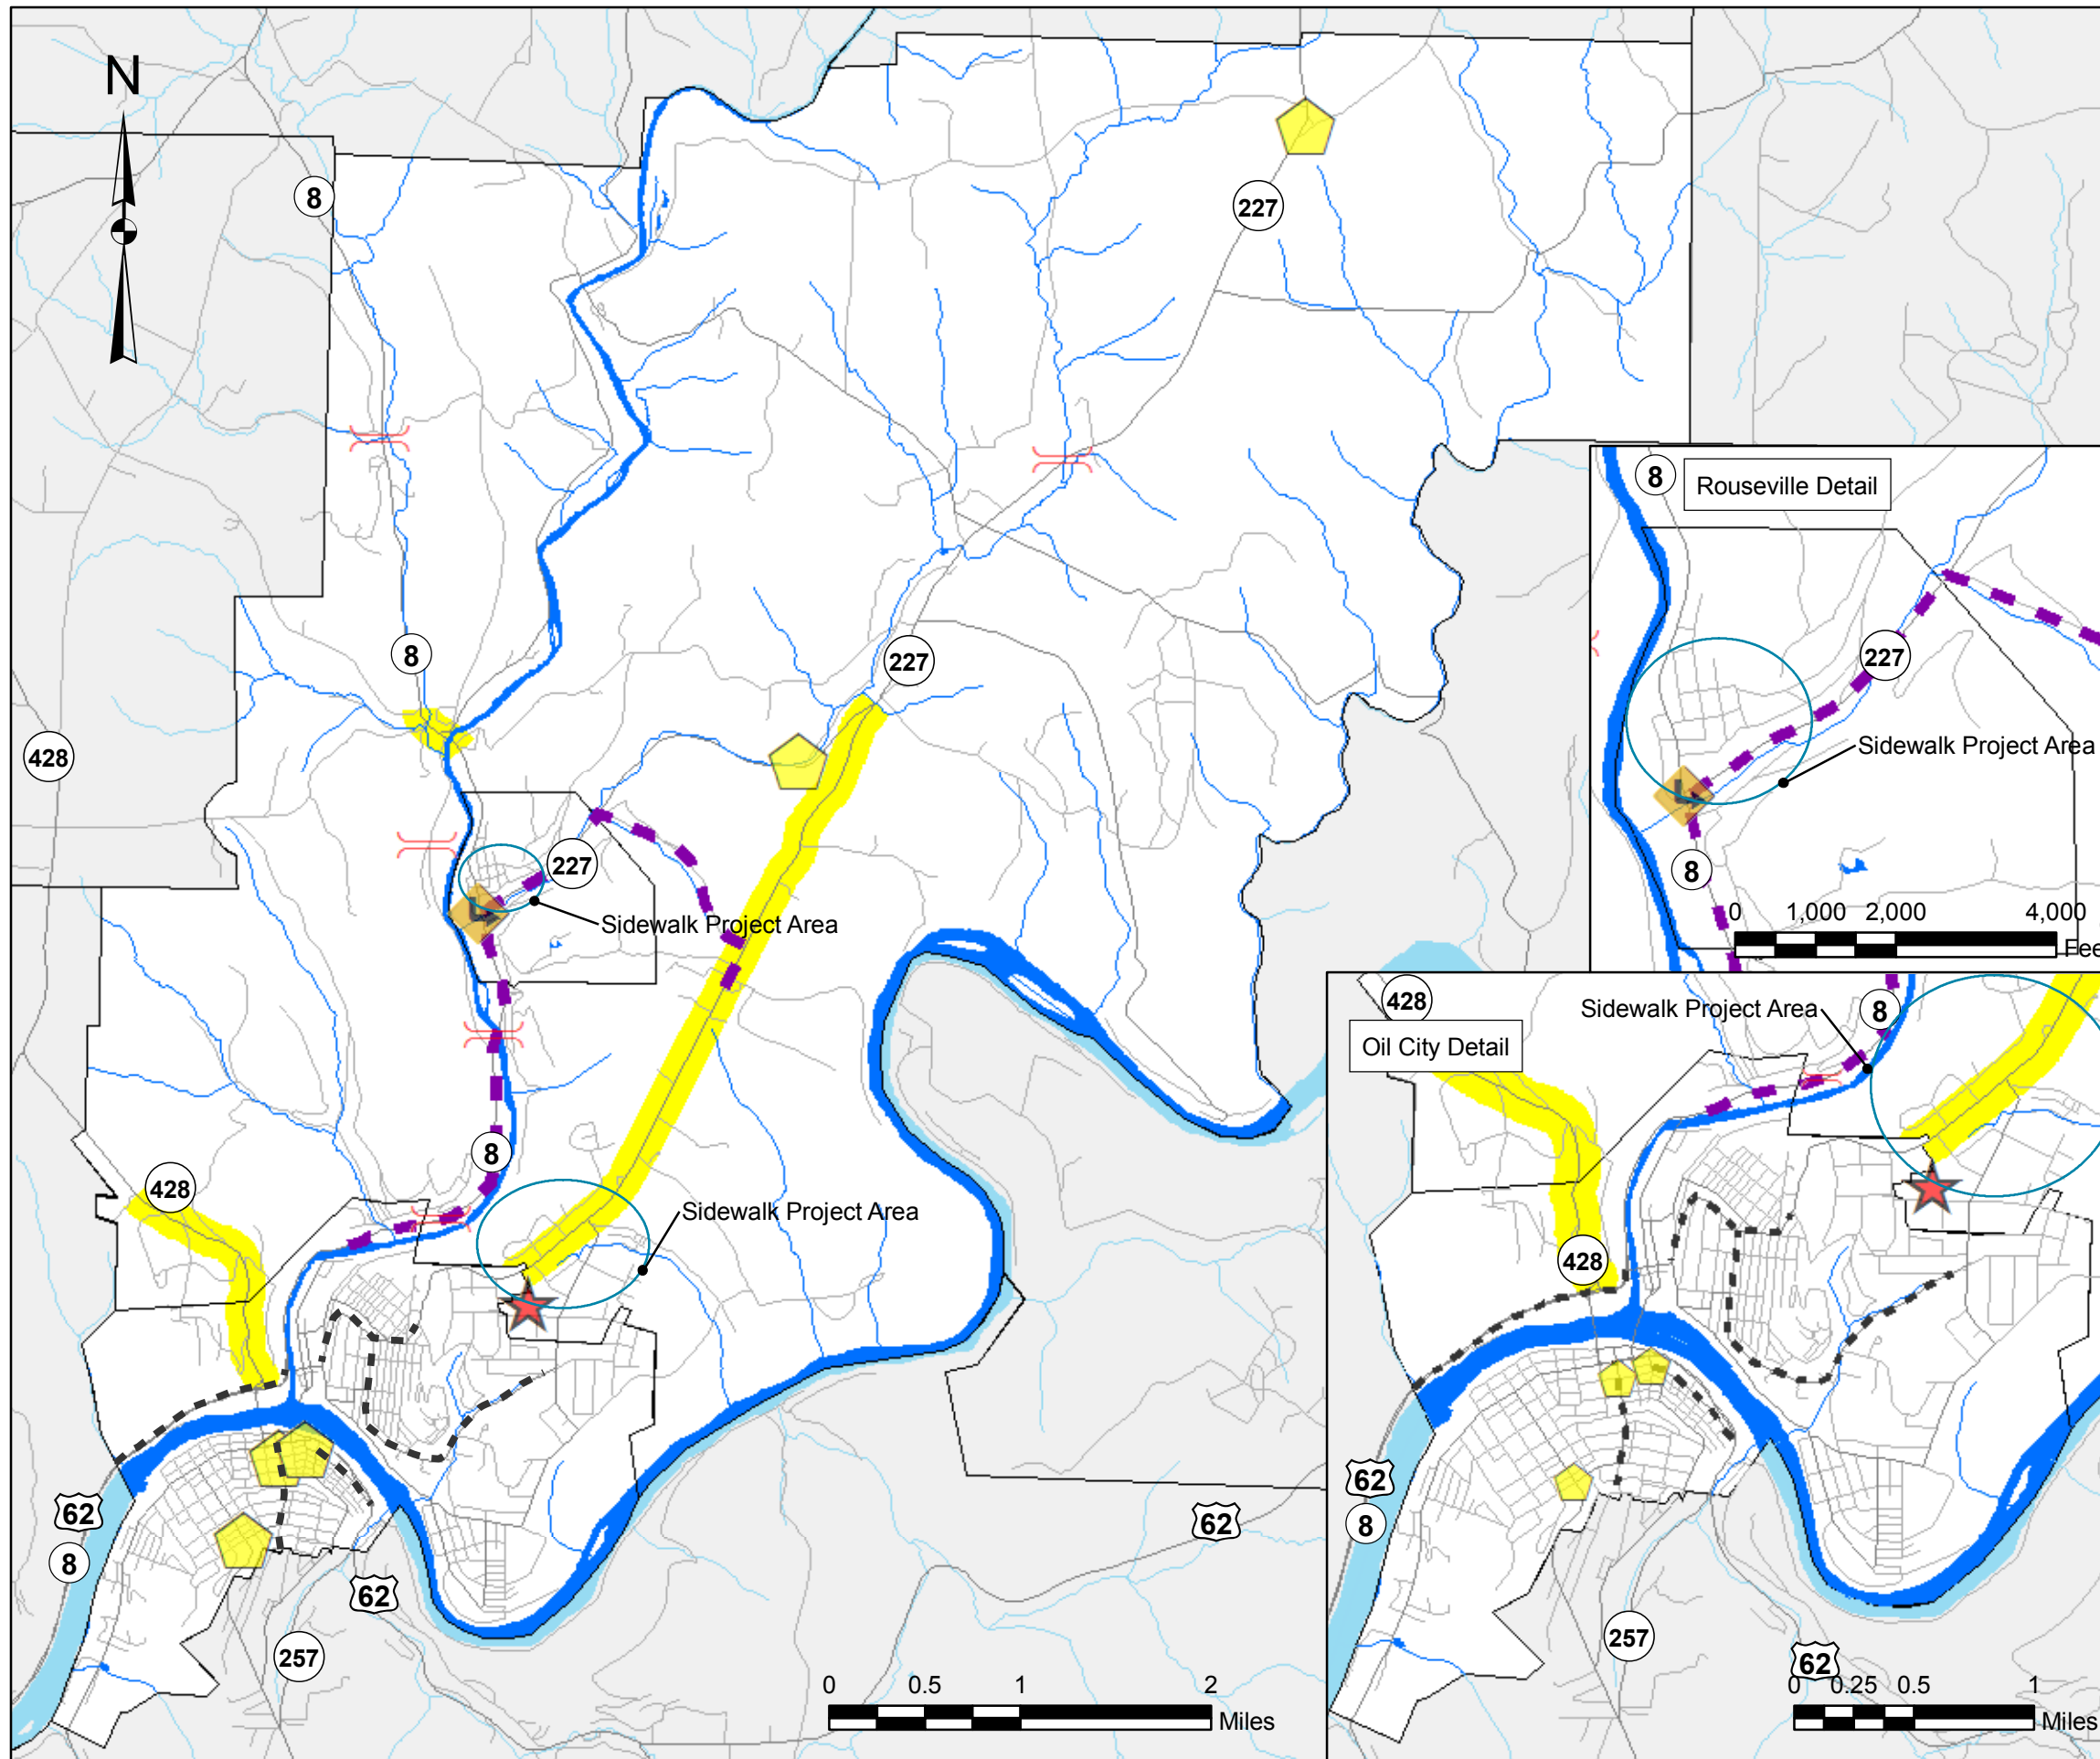 N
8
227
8
227
428
227
Sidewalk Project Area
8
428
Sidewalk Project Area
62
8
62
257
62
0 0.5 1 2
Miles
8
Rouseville Detail
227
Sidewalk Project Area
8
0 1,000 2,000 4,000
Fee
428
Sidewalk Project Area
8
Oil City Detail
428
62
8
257
62
0 0.25 0.5 1
Miles